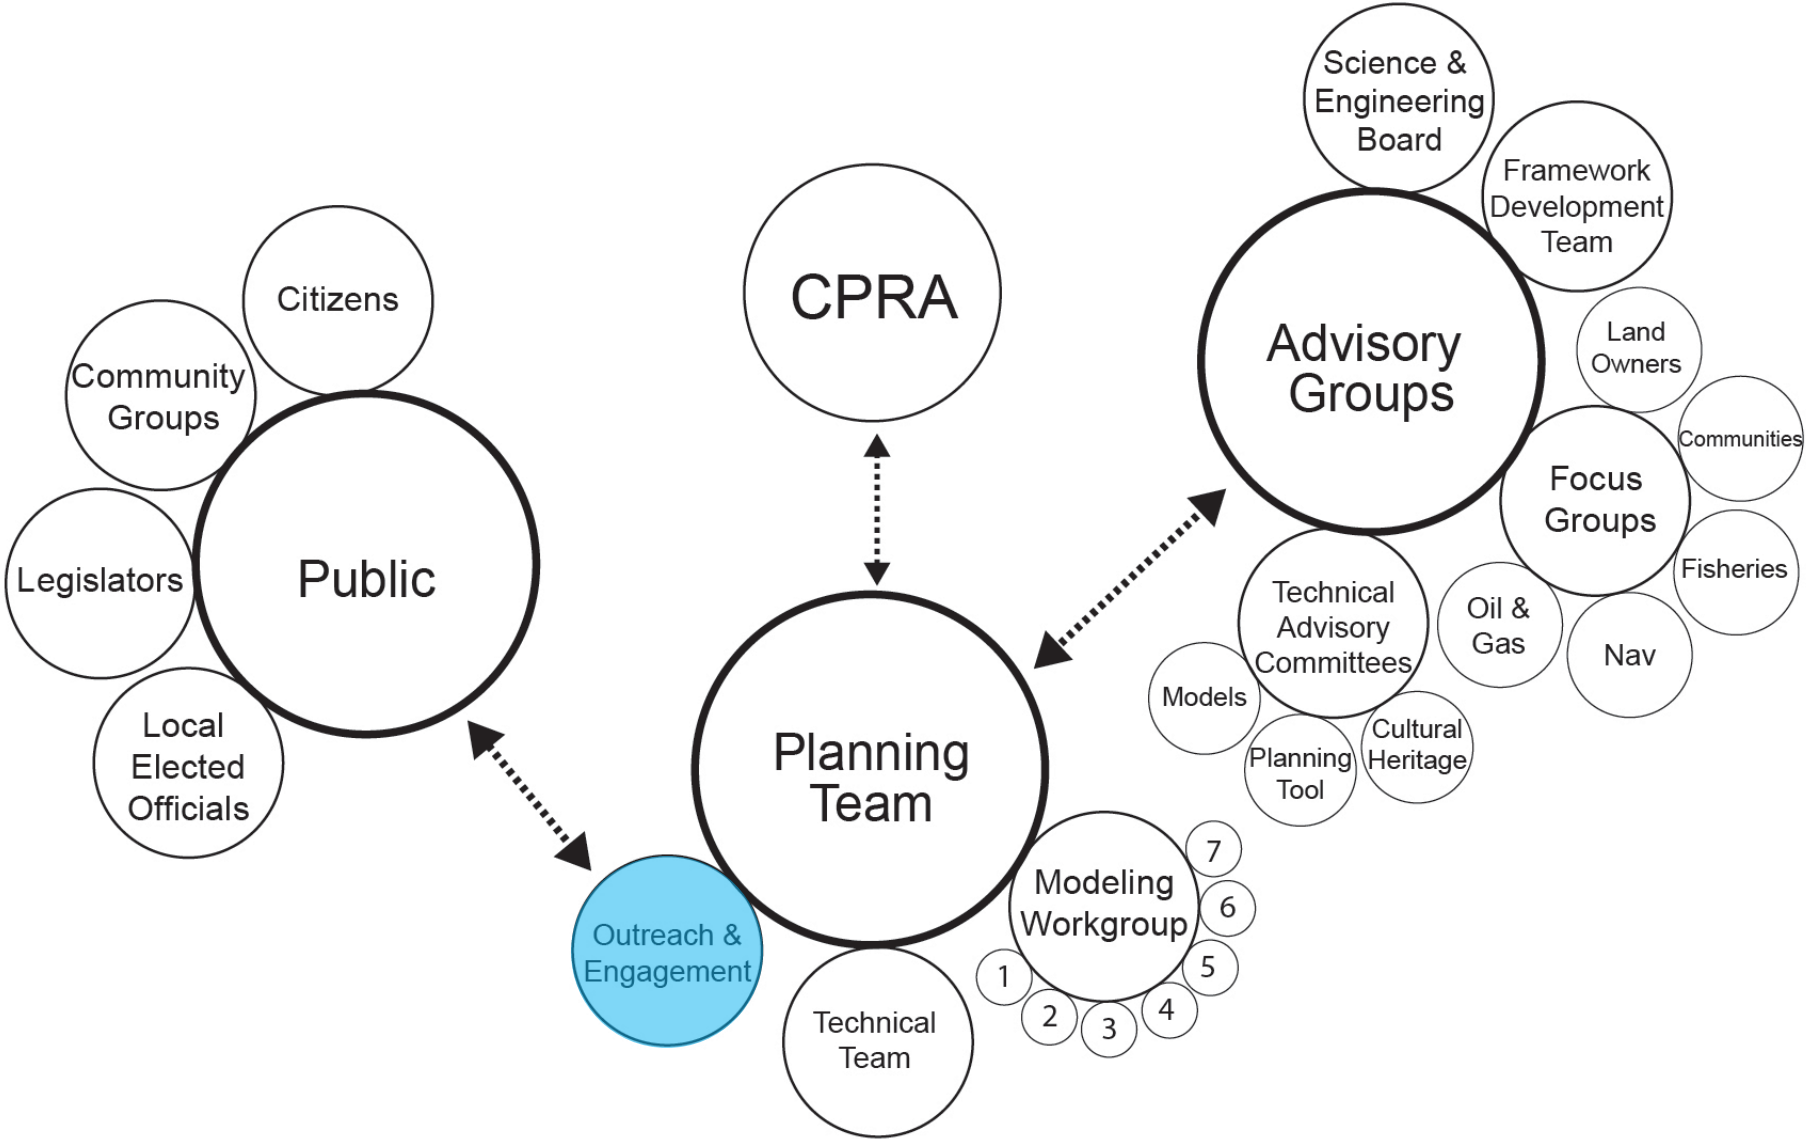 Science &
Engineering
Board
Framework
Development
Team
Land
Owners
Communities
Advisory
Groups
Focus
Groups
Fisheries
Oil &
Gas
Nav
Technical
Advisory
Committees
Models
Planning
Tool
Cultural
Heritage
CPRA
Citizens
Community
Groups
Legislators
Public
Local
Elected
Officials
Planning
Team
Outreach &
Engagement
Technical
Team
Modeling
Workgroup
1
2
3
4
5
6
7